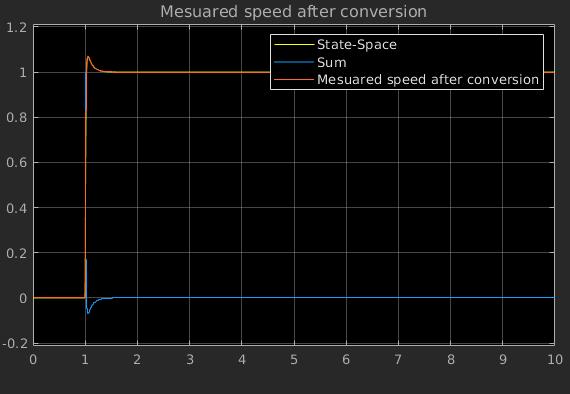 Mesuared speed after conversion
State-Space
Sum
Mesuared speed after conversion
1.2
1
0.8
0.6
0.4
0.2
0
-0.2
0 1 2 3 4 5 6 7 8 9 10